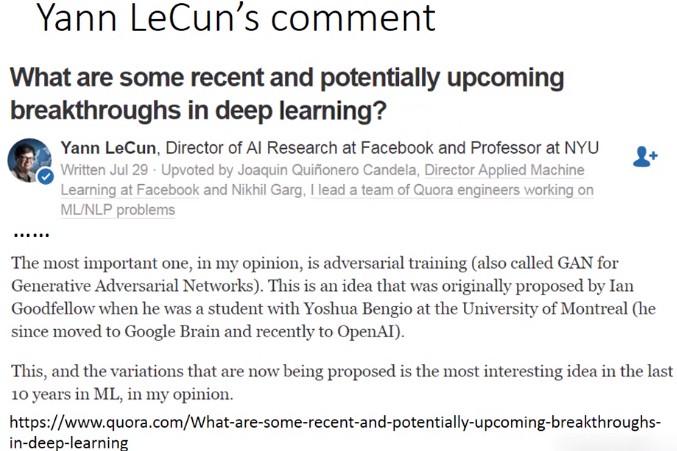 Yann LeCun's comment
What are some recent and potentially upcoming
breakthroughs in deep learning?
Yann LeCun, Director of AI Research at Facebook and Professor at NYU
Written Jul 29 · Upvoted by Joaquin Quiñonero Candela, Director Applied Machine
Learning at Facebook and Nikhil Garg, I lead a team of Quora engineers working on
ML/NLP problems
......
The most important one, in my opinion, is adversarial training (also called GAN for
Generative Adversarial Networks). This is an idea that was originally proposed by Ian
Goodfellow when he was a student with Yoshua Bengio at the University of Montreal (he
since moved to Google Brain and recently to OpenAI).
This, and the variations that are now being proposed is the most interesting idea in the last
10 years in ML, in my opinion.
https://www.quora.com/What-are-some-recent-and-potentially-upcoming-breakthroughs-
in-deep-learning